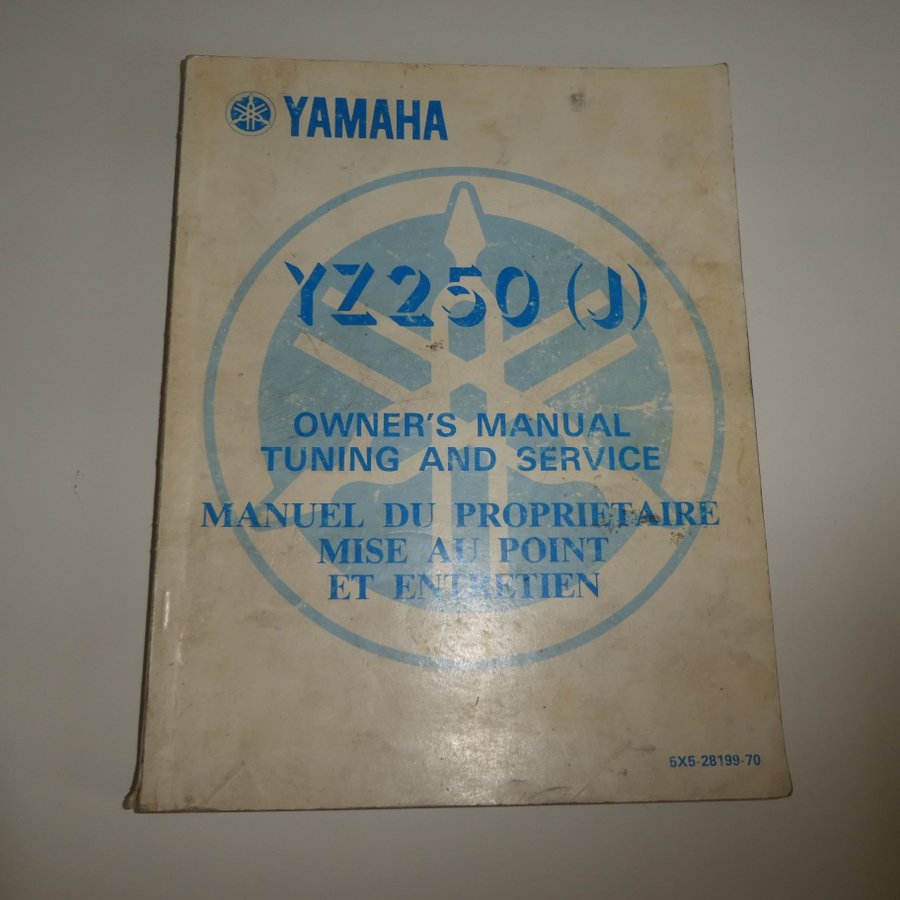 YAMAHA
YZ250 (J)
OWNER'S MANUAL
TUNING AND SERVICE
MANUEL DU PROPRIETAIRE
MISE AU POINT
ET ENTRETIEN
5X5-28199-70